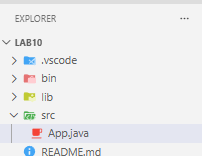 EXPLORER
LAB10
.vscode
bin
lib
src
App.java
README.md